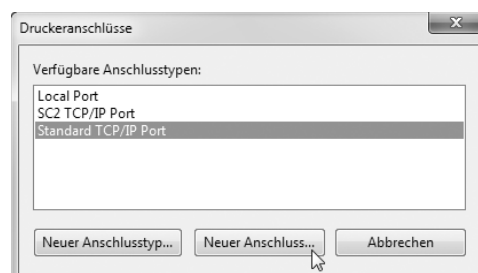 Druckeranschlüsse
Verfügbare Anschlusstypen:
Local Port
SC2 TCP/IP Port
Standard TCP/IP Port
Neuer Anschlusstyp... Neuer Anschluss... Abbrechen